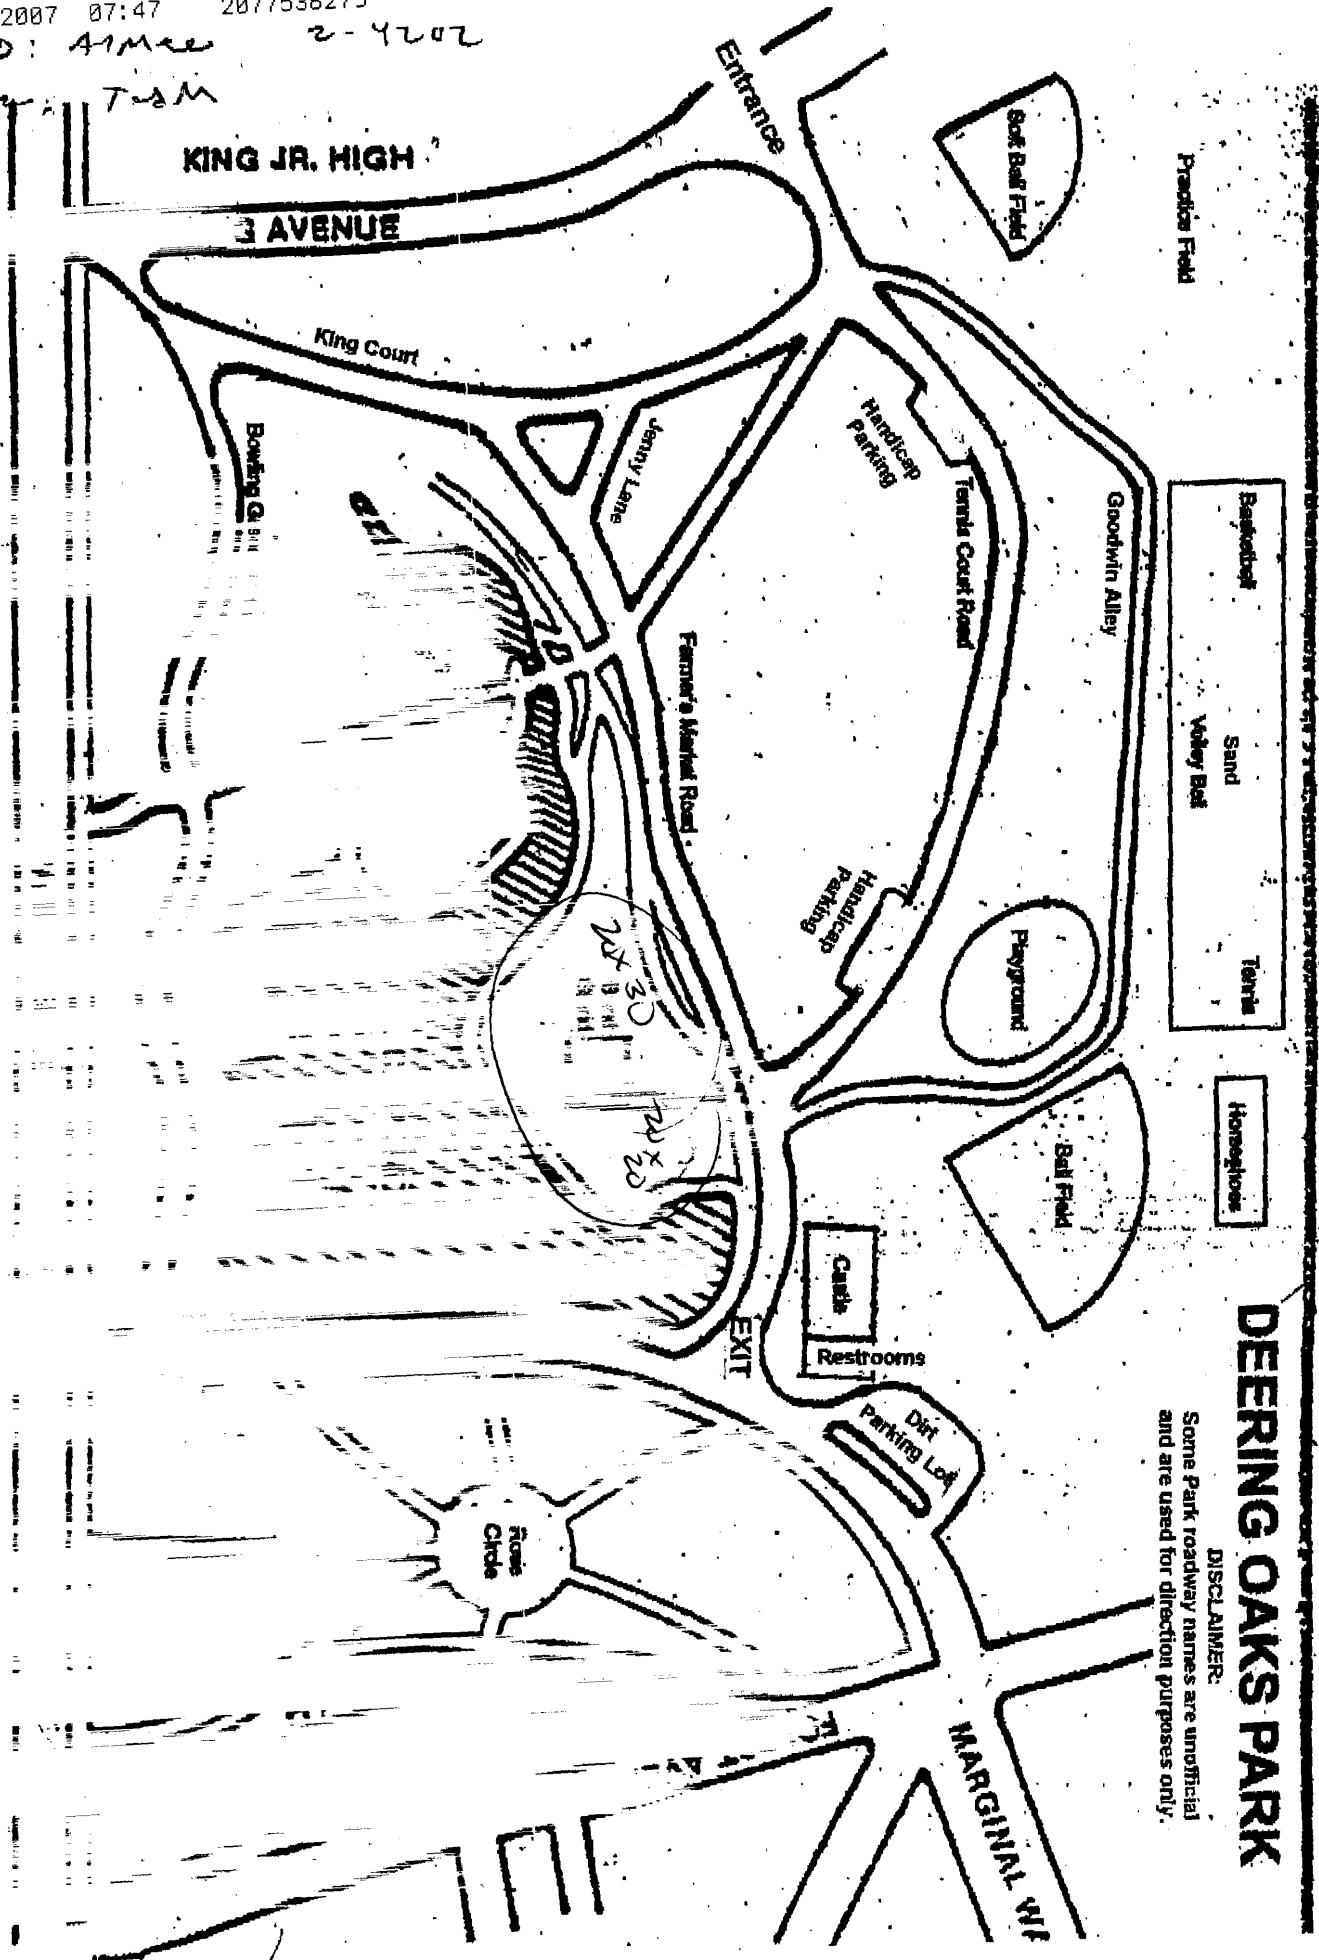 2007 07:47 2077538275
: AIMee 2-4202
KING JR. HIGH
AVENUE
Entrance
Soft Ball Field
Practice Field
King Court
Jenny Lane
Handicap
Parking
Tennis Court Road
Goodwin Alley
Basketball
Sand
Volley Ball
Tennis
Farmer's Market Road
Handicap
Parking
Playground
20x30
20x
20
Horseshoes
Ball Field
Castle
Restrooms
EXIT
Dirt
Parking Lot
Rose
Circle
DEERING OAKS PARK
DISCLAIMER:
Some Park roadway names are unofficial
and are used for direction purposes only.
MARGINAL